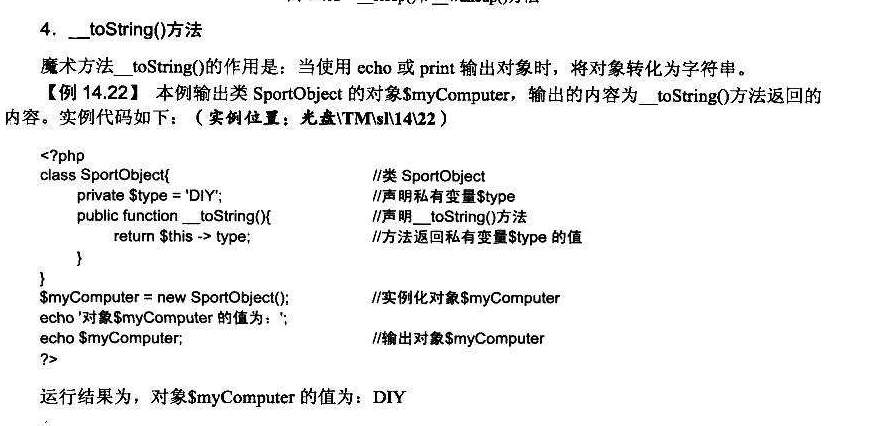 4. __toString()方法
魔术方法__toString()的作用是：当使用 echo 或 print 输出对象时，将对象转化为字符串。
【例 14.22】 本例输出类 SportObject 的对象$myComputer，输出的内容为__toString()方法返回的
内容。实例代码如下：（实例位置：光盘\TM\sl\14\22）
<?php
class SportObject{ //类 SportObject
private $type = 'DIY'; //声明私有变量$type
public function __toString(){ //声明__toString()方法
return $this -> type; //方法返回私有变量$type 的值
}
}
$myComputer = new SportObject(); //实例化对象$myComputer
echo '对象$myComputer 的值为：';
echo $myComputer; //输出对象$myComputer
?>
运行结果为，对象$myComputer 的值为：DIY